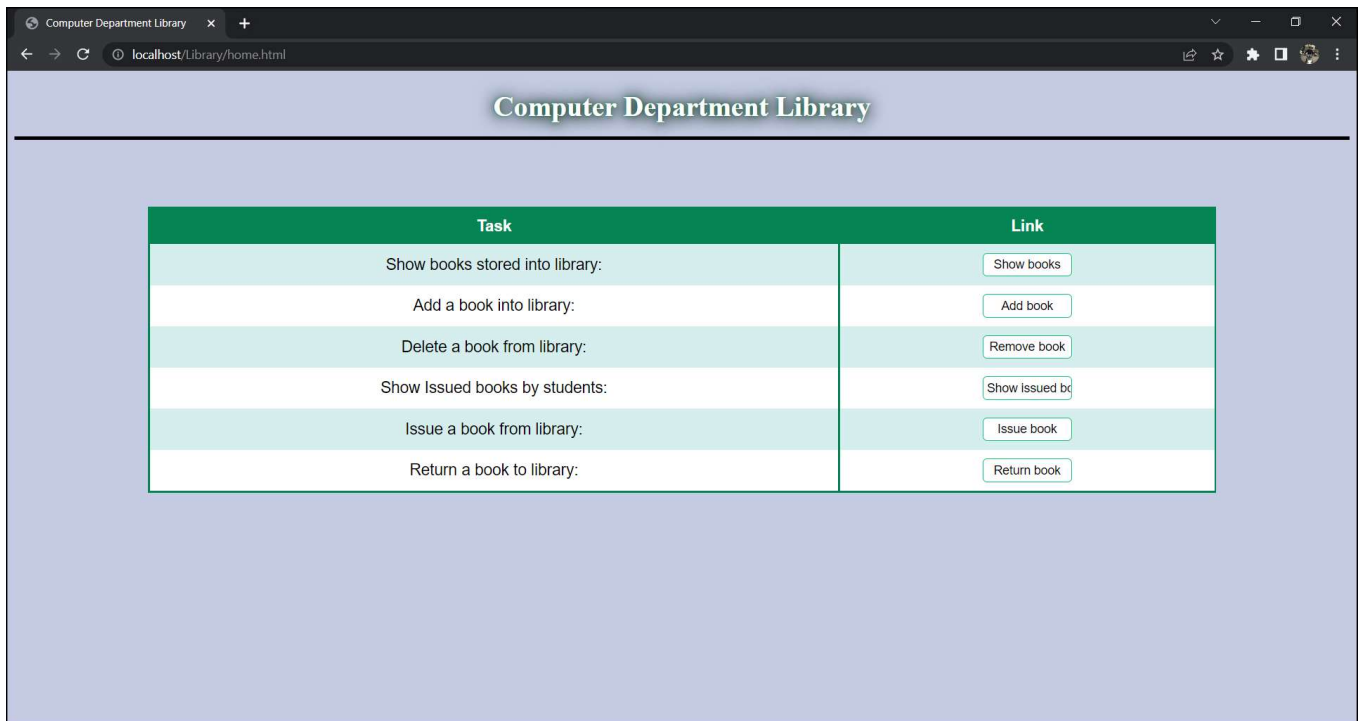 Computer Department Library
localhost/Library/home.html
Computer Department Library
Task Link
Show books stored into library: Show books
Add a book into library: Add book
Delete a book from library: Remove book
Show Issued books by students: Show issued bo
Issue a book from library: Issue book
Return a book to library: Return book